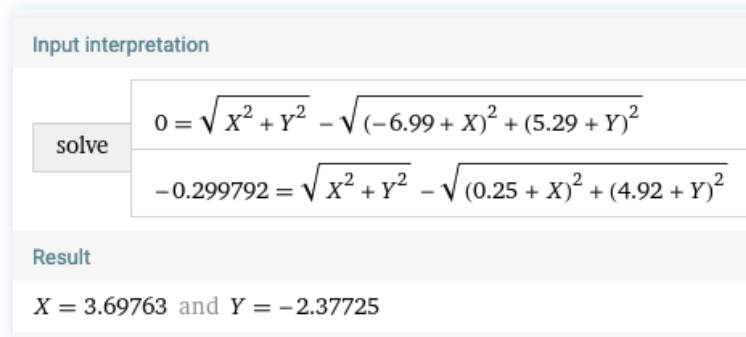 Input interpretation
solve
0 = √(X² + Y²) − √((−6.99 + X)² + (5.29 + Y)²)
−0.299792 = √(X² + Y²) − √((0.25 + X)² + (4.92 + Y)²)
Result
X = 3.69763 and Y = −2.37725